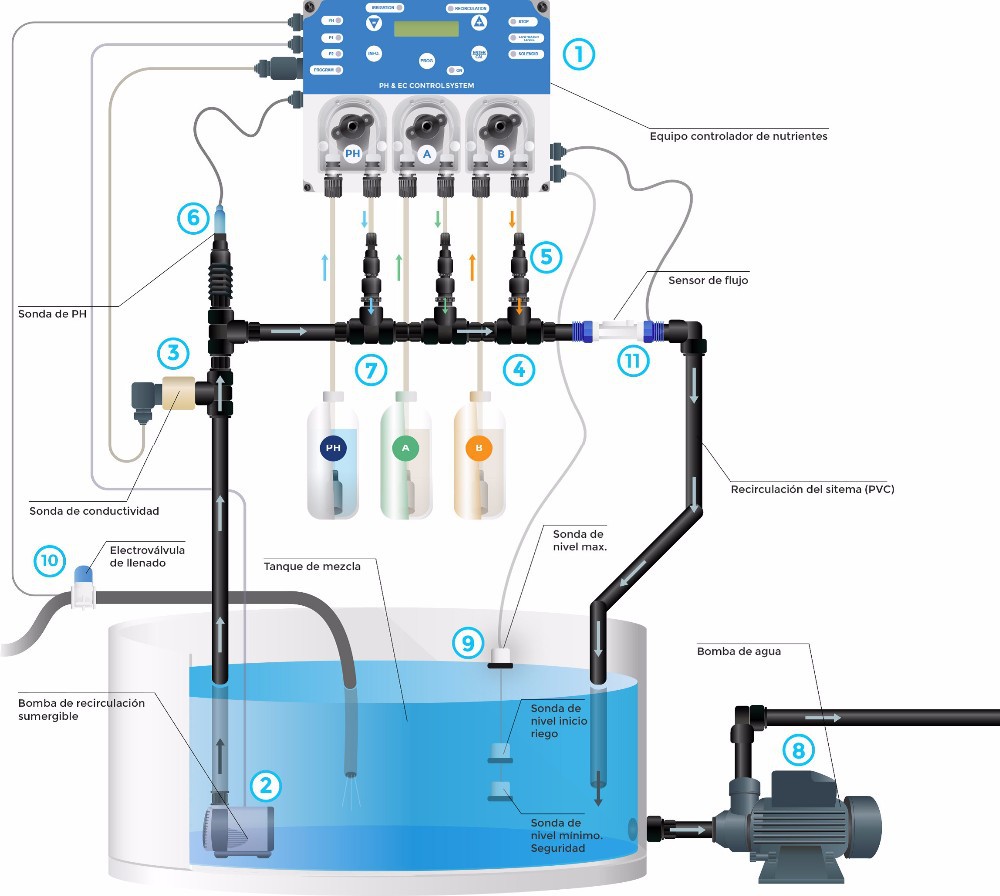 IRRIGATION
RECIRCULATION
PH
STOP
P1
P2
SOLENOID
PROGRAM
PROG
ON
PH & EC CONTROLSYSTEM
1
Equipo controlador de nutrientes
PH
A
B
6
5
Sensor de flujo
Sonda de PH
3
7
4
11
PH
A
B
Recirculación del sitema (PVC)
Sonda de conductividad
10
Electroválvula
de llenado
Tanque de mezcla
Sonda de
nivel max.
9
Bomba de agua
Bomba de recirculación
sumergible
Sonda de
nivel inicio
riego
8
2
Sonda de
nivel mínimo.
Seguridad